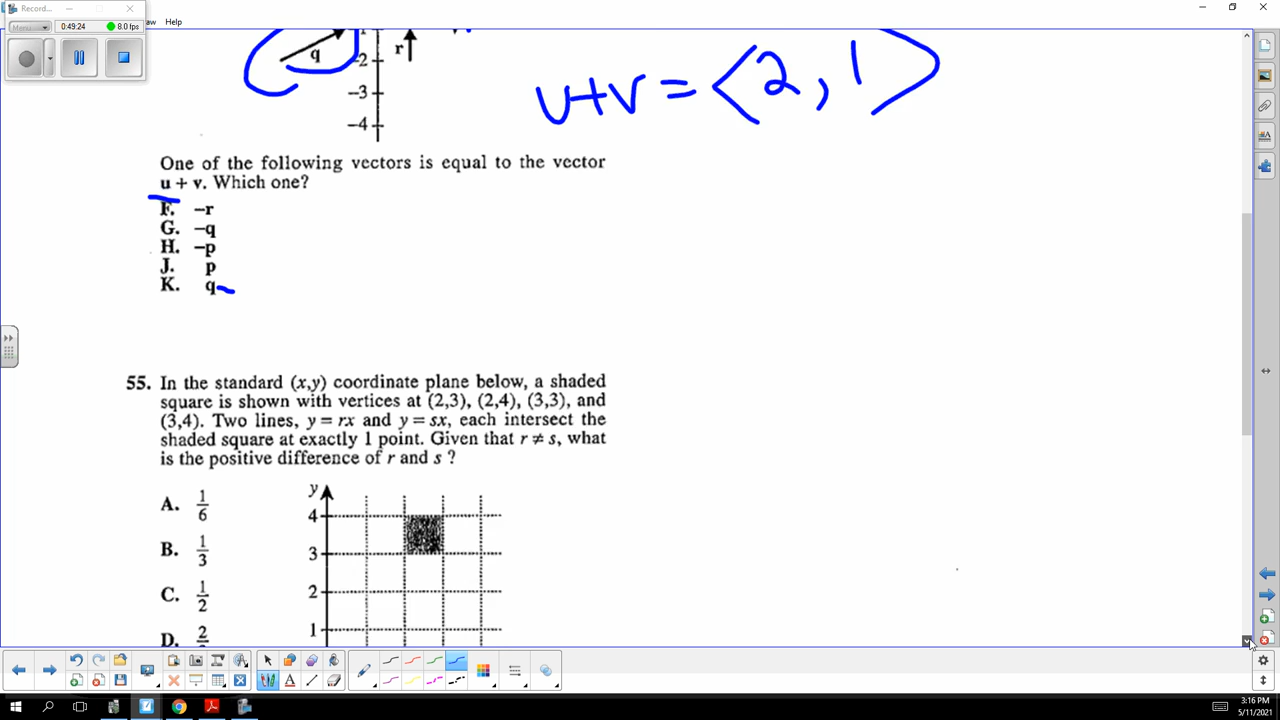 Record...
Menu
0:49:24
8.0 fps
aw Help
q
r
-2
-3
-4
u+v = <2, 1>
One of the following vectors is equal to the vector
u + v. Which one?
F. -r
G. -q
H. -p
J. p
K. q
55. In the standard (x,y) coordinate plane below, a shaded
square is shown with vertices at (2,3), (2,4), (3,3), and
(3,4). Two lines, y = rx and y = sx, each intersect the
shaded square at exactly 1 point. Given that r ≠ s, what
is the positive difference of r and s ?
A. 1/6
B. 1/3
C. 1/2
D. 2
y
4
3
2
1
3:16 PM
5/11/2021